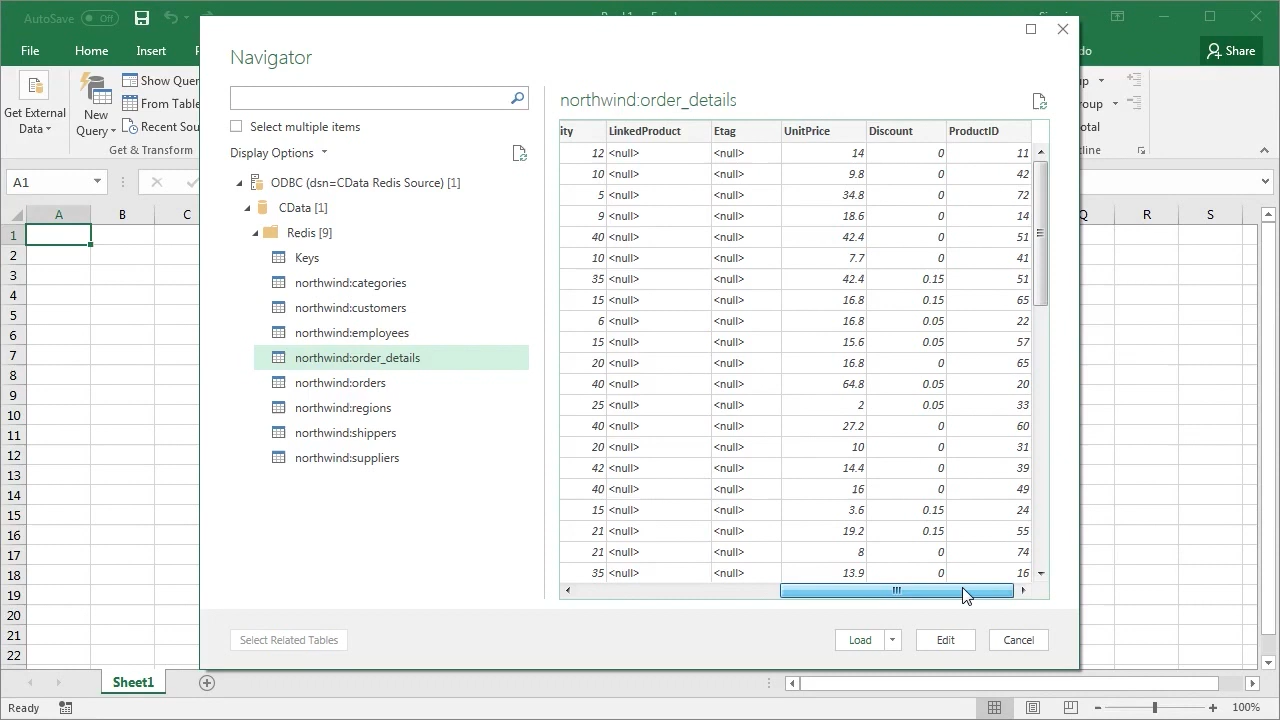 AutoSave Off
File Home Insert
Share
Get External Data
New Query
Show Quer
From Table
Recent Sou
Get & Transform
A1
A B C
Q R S
1
2
3
4
5
6
7
8
9
10
11
12
13
14
15
16
17
18
19
20
21
22
Navigator
Select multiple items
Display Options
ODBC (dsn=CData Redis Source) [1]
CData [1]
Redis [9]
Keys
northwind:categories
northwind:customers
northwind:employees
northwind:order_details
northwind:orders
northwind:regions
northwind:shippers
northwind:suppliers
northwind:order_details
ity LinkedProduct Etag UnitPrice Discount ProductID
12 <null> <null> 14 0 11
10 <null> <null> 9.8 0 42
5 <null> <null> 34.8 0 72
9 <null> <null> 18.6 0 14
40 <null> <null> 42.4 0 51
10 <null> <null> 7.7 0 41
35 <null> <null> 42.4 0.15 51
15 <null> <null> 16.8 0.15 65
6 <null> <null> 16.8 0.05 22
15 <null> <null> 15.6 0.05 57
20 <null> <null> 16.8 0 65
40 <null> <null> 64.8 0.05 20
25 <null> <null> 2 0.05 33
40 <null> <null> 27.2 0 60
20 <null> <null> 10 0 31
42 <null> <null> 14.4 0 39
40 <null> <null> 16 0 49
15 <null> <null> 3.6 0.15 24
21 <null> <null> 19.2 0.15 55
21 <null> <null> 8 0 74
35 <null> <null> 13.9 0 16
Select Related Tables
Load Edit Cancel
Sheet1
Ready
100%